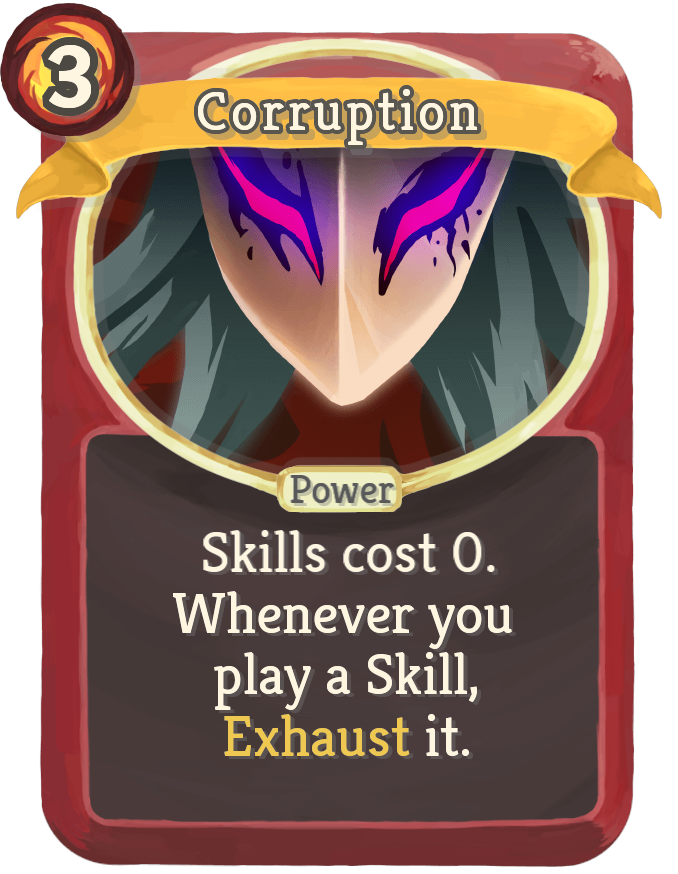 3
Corruption
Power
Skills cost 0.
Whenever you
play a Skill,
Exhaust it.